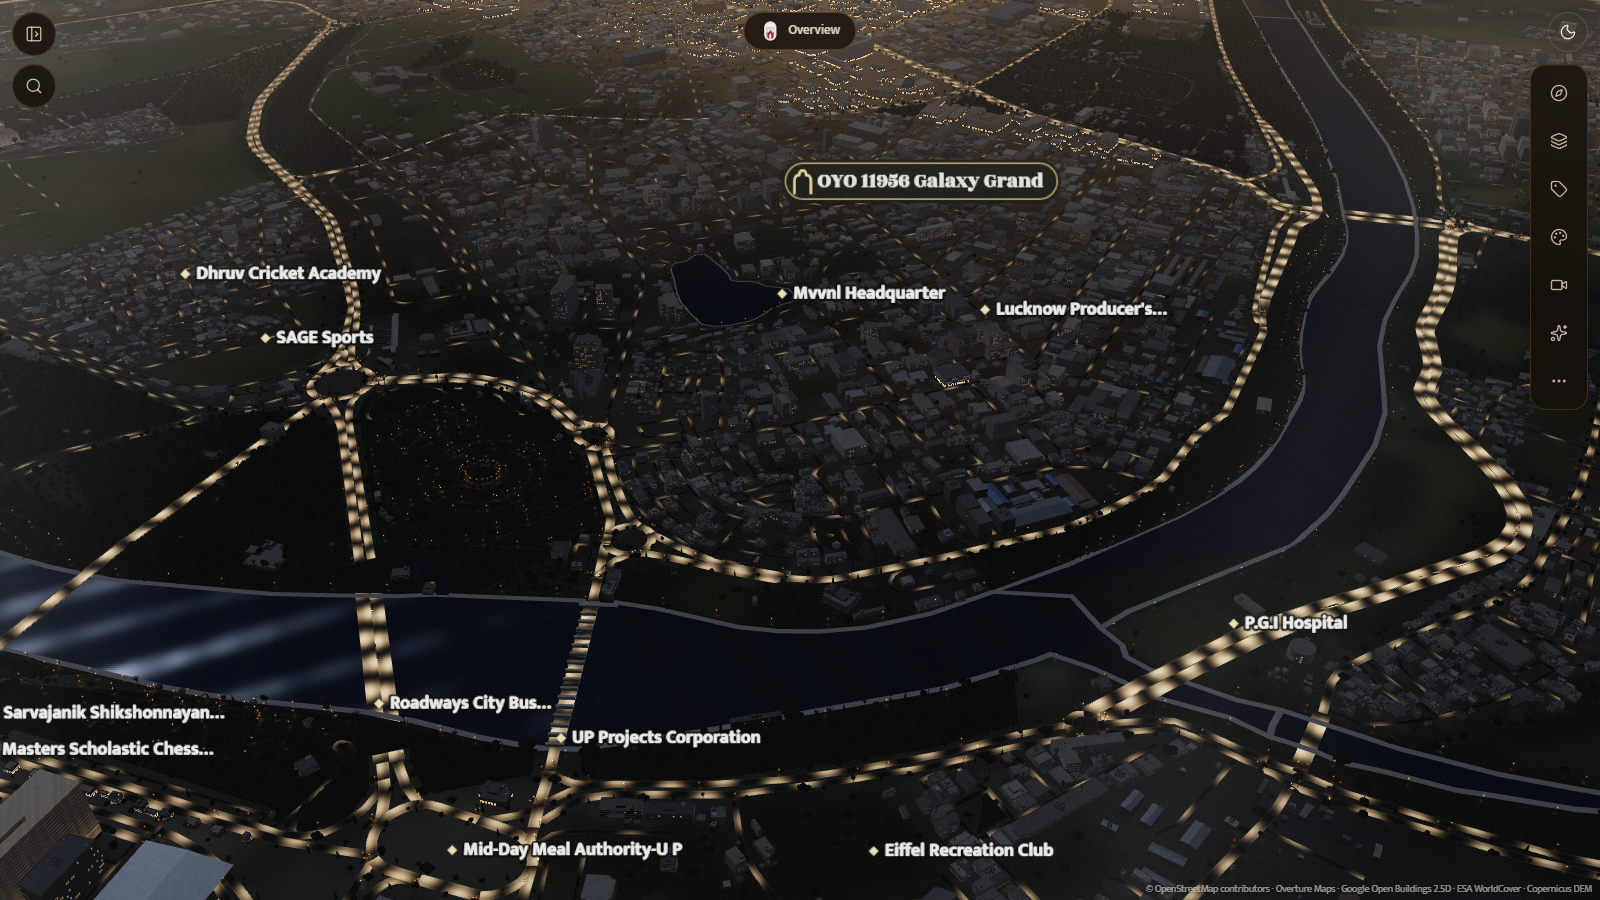 Overview
OYO 11956 Galaxy Grand
Dhruv Cricket Academy
Mvvnl Headquarter
Lucknow Producer's...
SAGE Sports
P.G.I Hospital
Roadways City Bus...
Sarvajanik Shikshonnayan...
UP Projects Corporation
Masters Scholastic Chess...
Mid-Day Meal Authority-U P
Eiffel Recreation Club
© OpenStreetMap contributors · Overture Maps · Google Open Buildings 2.5D · ESA WorldCover · Copernicus DEM